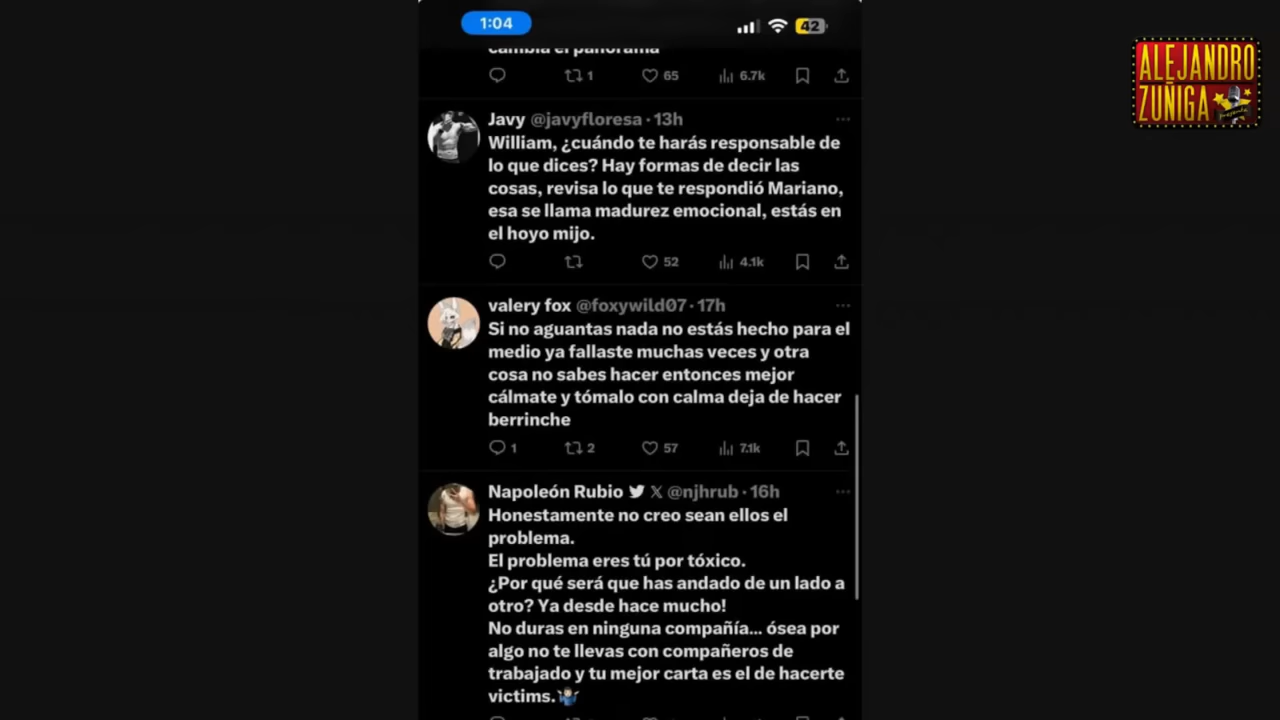 1:04
42
cambia el panorama
1 65 6.7k
Javy @javyfloresa · 13h
William, ¿cuándo te harás responsable de
lo que dices? Hay formas de decir las
cosas, revisa lo que te respondió Mariano,
esa se llama madurez emocional, estás en
el hoyo mijo.
52 4.1k
valery fox @foxywild07 · 17h
Si no aguantas nada no estás hecho para el
medio ya fallaste muchas veces y otra
cosa no sabes hacer entonces mejor
cálmate y tómalo con calma deja de hacer
berrinche
1 2 57 7.1k
Napoleón Rubio 𝕏 @njhrub · 16h
Honestamente no creo sean ellos el
problema.
El problema eres tú por tóxico.
¿Por qué será que has andado de un lado a
otro? Ya desde hace mucho!
No duras en ninguna compañía... ósea por
algo no te llevas con compañeros de
trabajado y tu mejor carta es el de hacerte
victims.🤷🏻‍♂️
ALEJANDRO
ZUÑIGA